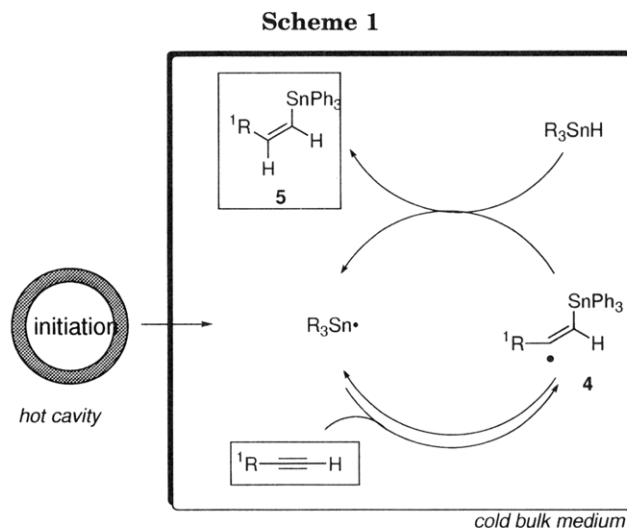 Scheme 1
SnPh₃
¹R
H
H
5
R₃SnH
initiation
hot cavity
R₃Sn•
SnPh₃
¹R
H
•
4
¹R
H
cold bulk medium